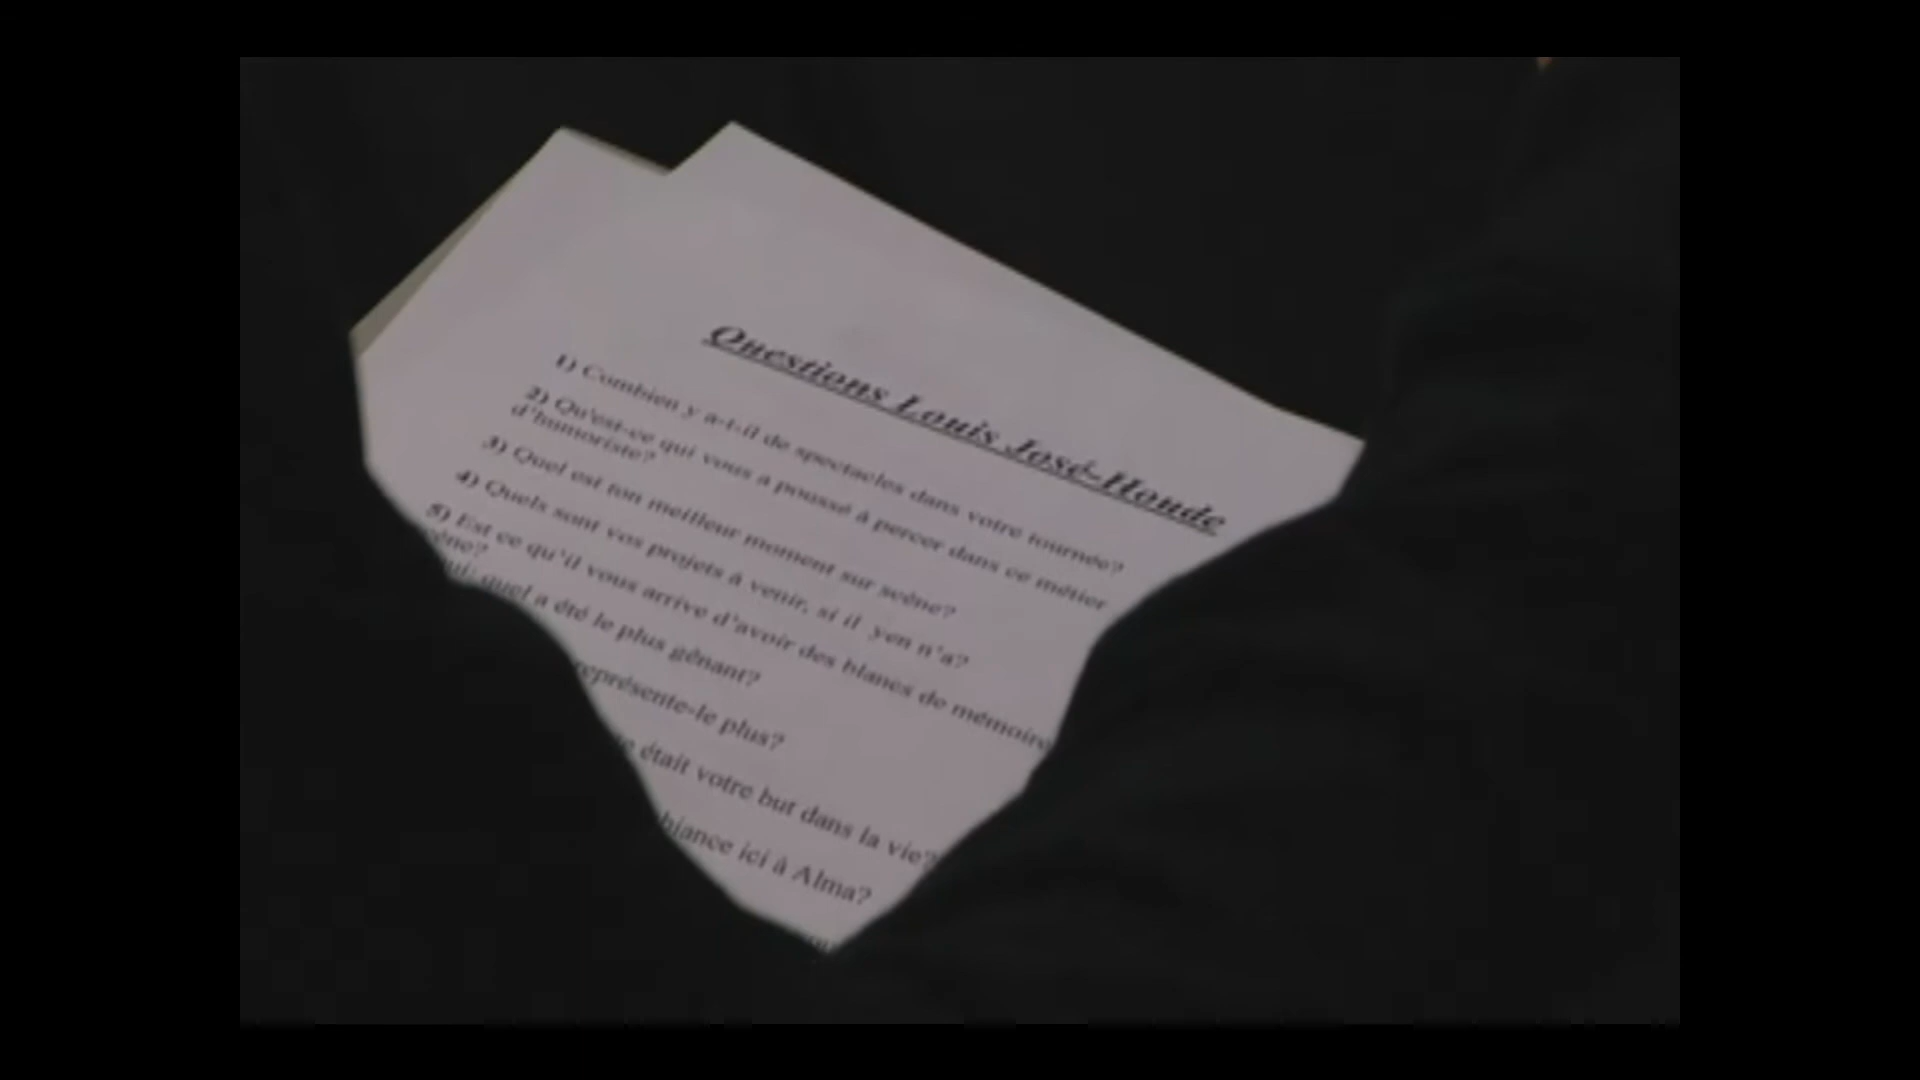 Questions Louis José-Houde
1) Combien y a-t-il de spectacles dans votre tournée?
2) Qu'est-ce qui vous a poussé à percer dans ce métier
d'humoriste?
3) Quel est ton meilleur moment sur scène?
4) Quels sont vos projets à venir, si il yen n'a?
5) Est ce qu'il vous arrive d'avoir des blancs de mémoire
quel a été le plus gênant?
représente-le plus?
était votre but dans la vie?
ici à Alma?